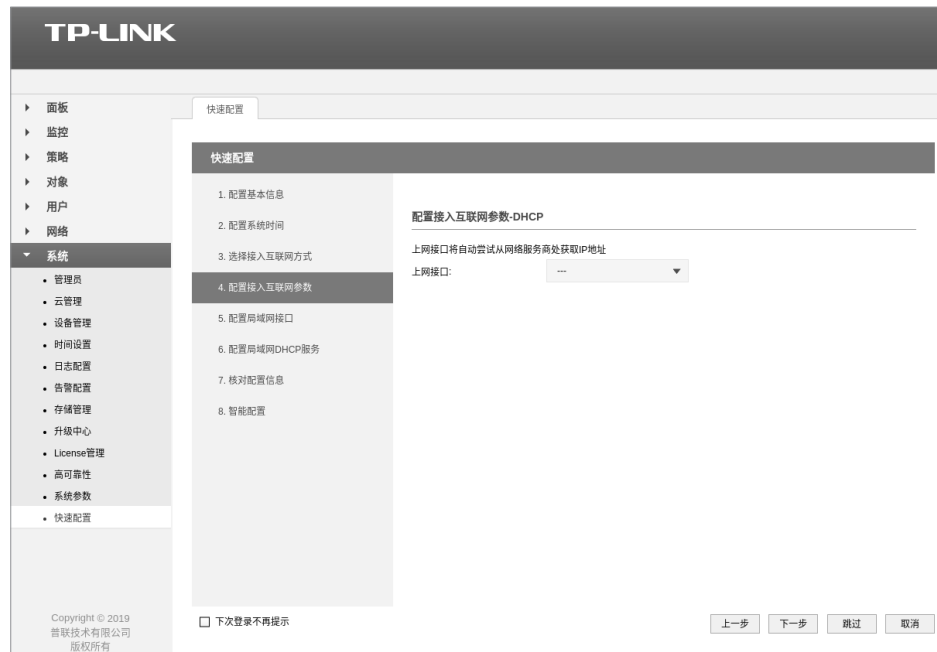 TP-LINK
面板
监控
策略
对象
用户
网络
系统
管理员
云管理
设备管理
时间设置
日志配置
告警配置
存储管理
升级中心
License管理
高可靠性
系统参数
快速配置
Copyright © 2019
普联技术有限公司
版权所有
快速配置
快速配置
1. 配置基本信息
2. 配置系统时间
3. 选择接入互联网方式
4. 配置接入互联网参数
5. 配置局域网接口
6. 配置局域网DHCP服务
7. 核对配置信息
8. 智能配置
配置接入互联网参数-DHCP
上网接口将自动尝试从网络服务商处获取IP地址
上网接口: ---
下次登录不再提示
上一步 下一步 跳过 取消